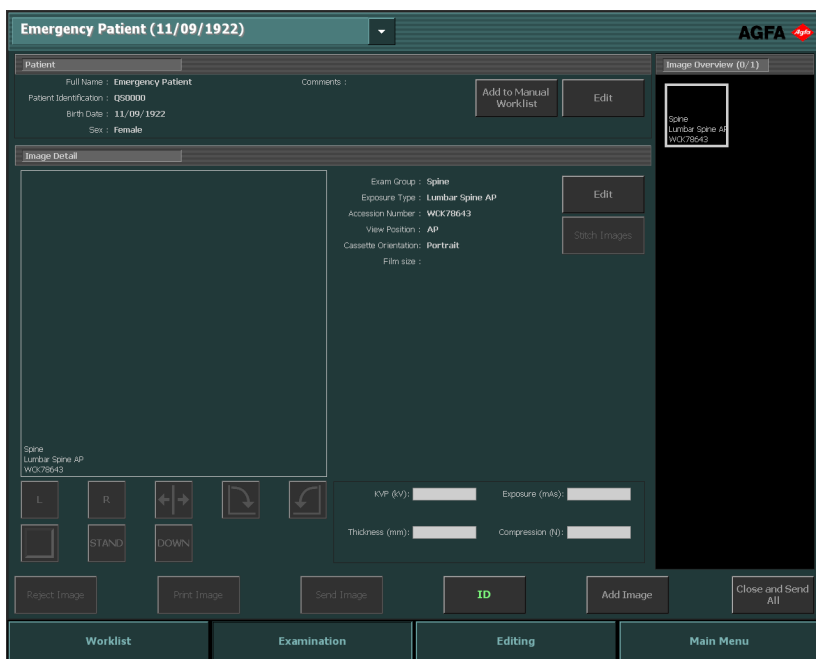 Emergency Patient (11/09/1922)
AGFA
Agfa
Patient
Full Name : Emergency Patient
Comments :
Patient Identification : QS0000
Birth Date : 11/09/1922
Sex : Female
Add to Manual
Worklist
Edit
Image Overview (0/1)
Spine
Lumbar Spine AP
WCK78643
Image Detail
Exam Group : Spine
Exposure Type : Lumbar Spine AP
Accession Number : WCK78643
View Position : AP
Cassette Orientation: Portrait
Film size :
Edit
Stitch Images
Spine
Lumbar Spine AP
WCK78643
L
R
STAND
DOWN
KVP (kV):
Exposure (mAs):
Thickness (mm):
Compression (N):
Reject Image
Print Image
Send Image
ID
Add Image
Close and Send
All
Worklist
Examination
Editing
Main Menu